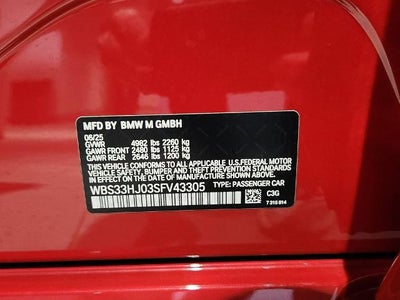 MFD BY BMW M GMBH
06/25
GVWR 4982 lbs 2260 kg
GAWR FRONT 2480 lbs 1125 kg
GAWR REAR 2646 lbs 1200 kg
THIS VEHICLE CONFORMS TO ALL APPLICABLE U.S. FEDERAL MOTOR
VEHICLE SAFETY, BUMPER, AND THEFT PREVENTION STANDARDS
IN EFFECT ON THE DATE OF MANUFACTURE SHOWN ABOVE.
WBS33HJ03SFV43305 TYPE: PASSENGER CAR
C3G
7 315 814